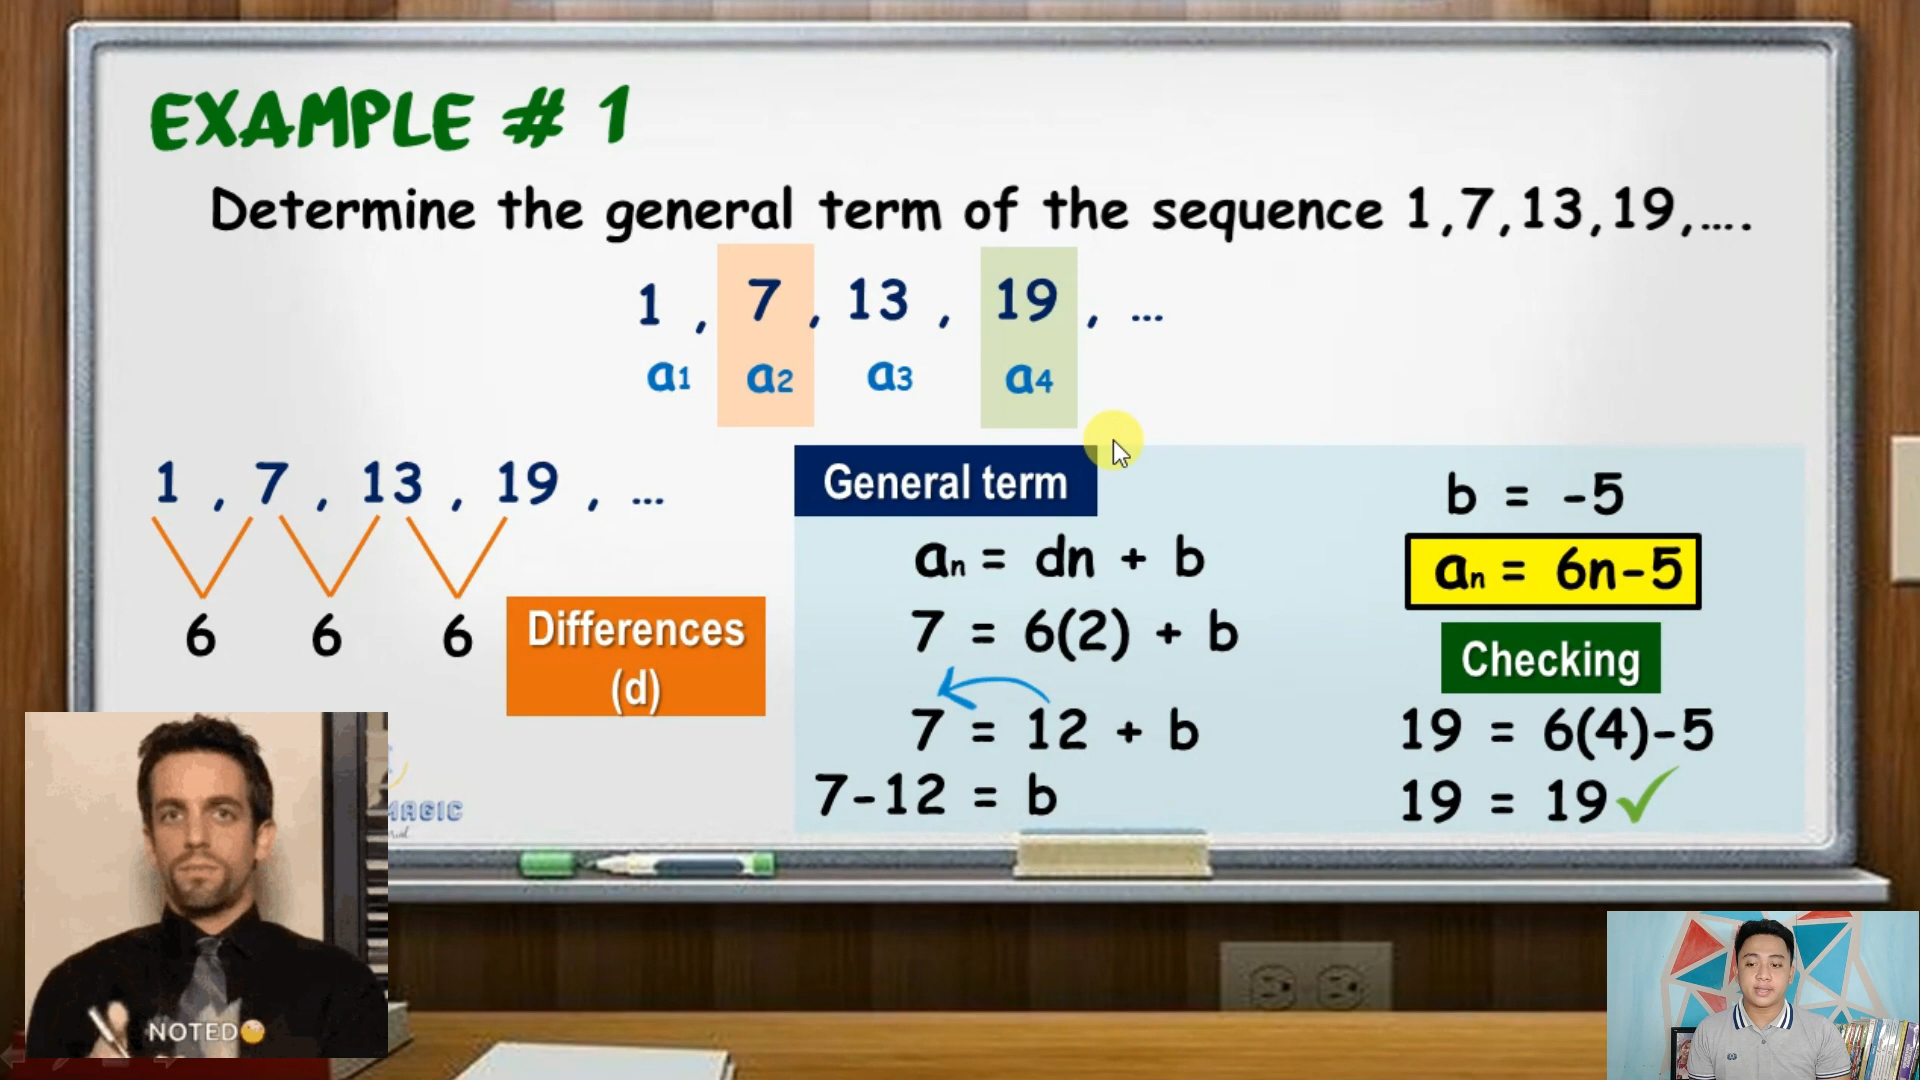 EXAMPLE # 1
Determine the general term of the sequence 1,7,13,19,….
1 , 7 , 13 , 19 , …
a1 a2 a3 a4
1 , 7 , 13 , 19 , …
6 6 6
Differences
(d)
General term
an = dn + b
7 = 6(2) + b
7 = 12 + b
7-12 = b
b = -5
an = 6n-5
Checking
19 = 6(4)-5
19 = 19✓
MAGIC
NOTED